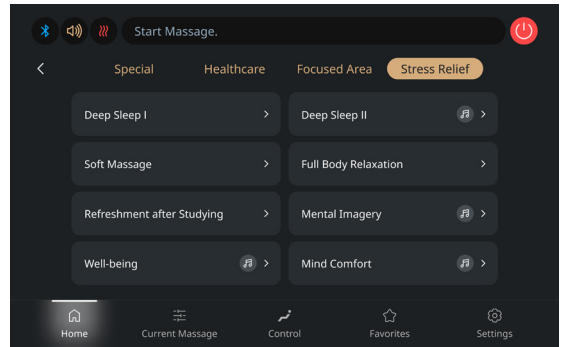 Start Massage.
Special Healthcare Focused Area Stress Relief
Deep Sleep I Deep Sleep II
Soft Massage Full Body Relaxation
Refreshment after Studying Mental Imagery
Well-being Mind Comfort
Home Current Massage Control Favorites Settings